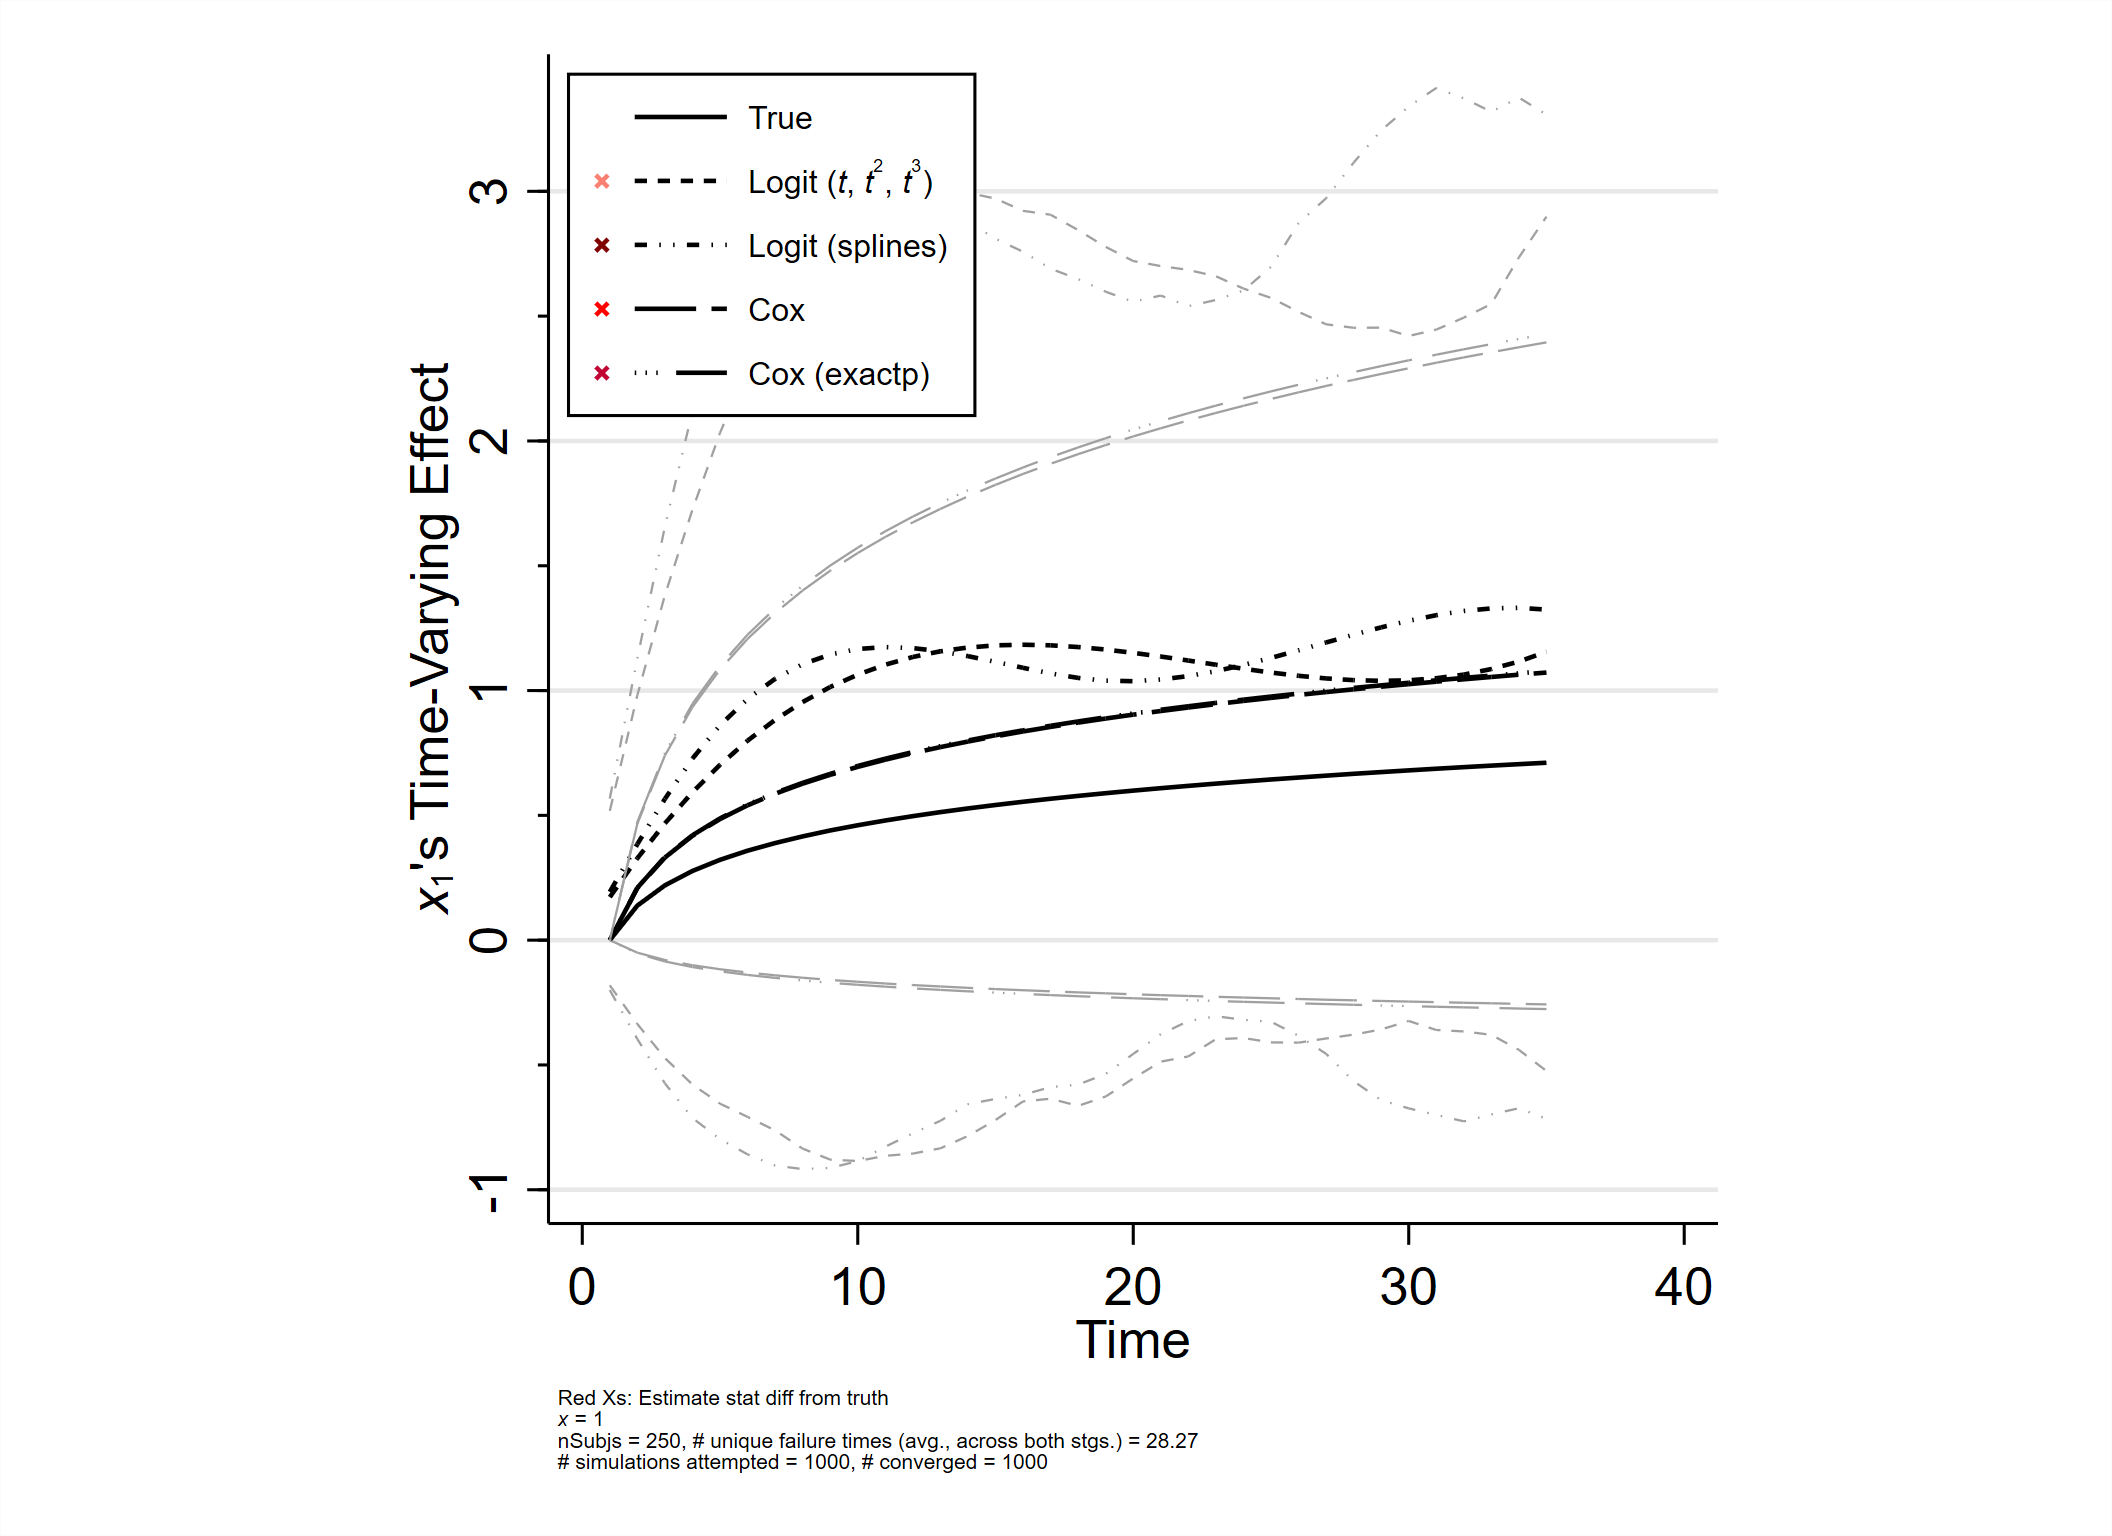 True
Logit (t, t², t³)
Logit (splines)
Cox
Cox (exactp)
3
2
1
0
-1
x₁'s Time-Varying Effect
0 10 20 30 40
Time
Red Xs: Estimate stat diff from truth
x = 1
nSubjs = 250, # unique failure times (avg., across both stgs.) = 28.27
# simulations attempted = 1000, # converged = 1000